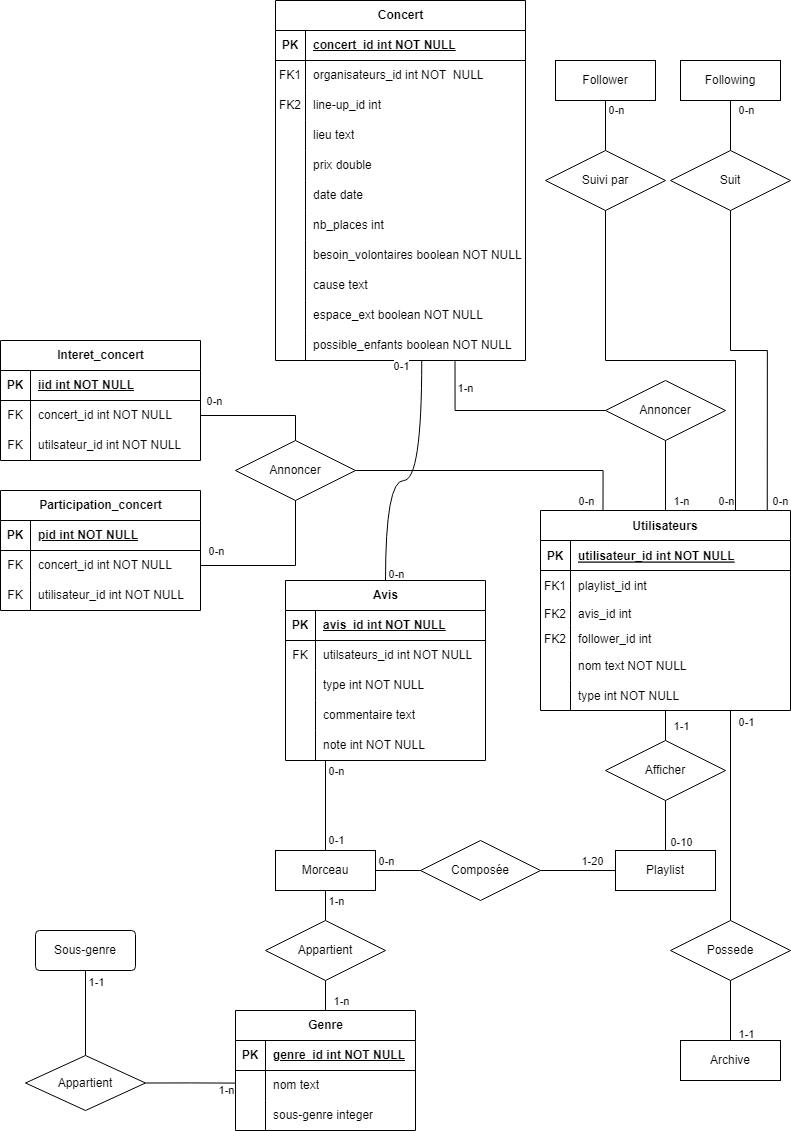 Concert
PK concert_id int NOT NULL
FK1 organisateurs_id int NOT NULL
FK2 line-up_id int
lieu text
prix double
date date
nb_places int
besoin_volontaires boolean NOT NULL
cause text
espace_ext boolean NOT NULL
possible_enfants boolean NOT NULL
Follower
Following
0-n
0-n
Suivi par
Suit
0-1
1-n
Interet_concert
PK iid int NOT NULL
FK concert_id int NOT NULL
FK utilsateur_id int NOT NULL
0-n
Annoncer
Annoncer
0-n
1-n
0-n
0-n
Participation_concert
PK pid int NOT NULL
FK concert_id int NOT NULL
FK utilisateur_id int NOT NULL
0-n
0-n
Avis
PK avis_id int NOT NULL
FK utilsateurs_id int NOT NULL
type int NOT NULL
commentaire text
note int NOT NULL
Utilisateurs
PK utilisateur_id int NOT NULL
FK1 playlist_id int
FK2 avis_id int
FK2 follower_id int
nom text NOT NULL
type int NOT NULL
1-1
0-1
Afficher
0-n
0-1
0-10
Morceau
0-n
Composée
1-20
Playlist
1-n
Appartient
Possede
Sous-genre
1-1
1-n
Genre
PK genre_id int NOT NULL
nom text
sous-genre integer
1-1
Archive
Appartient
1-n